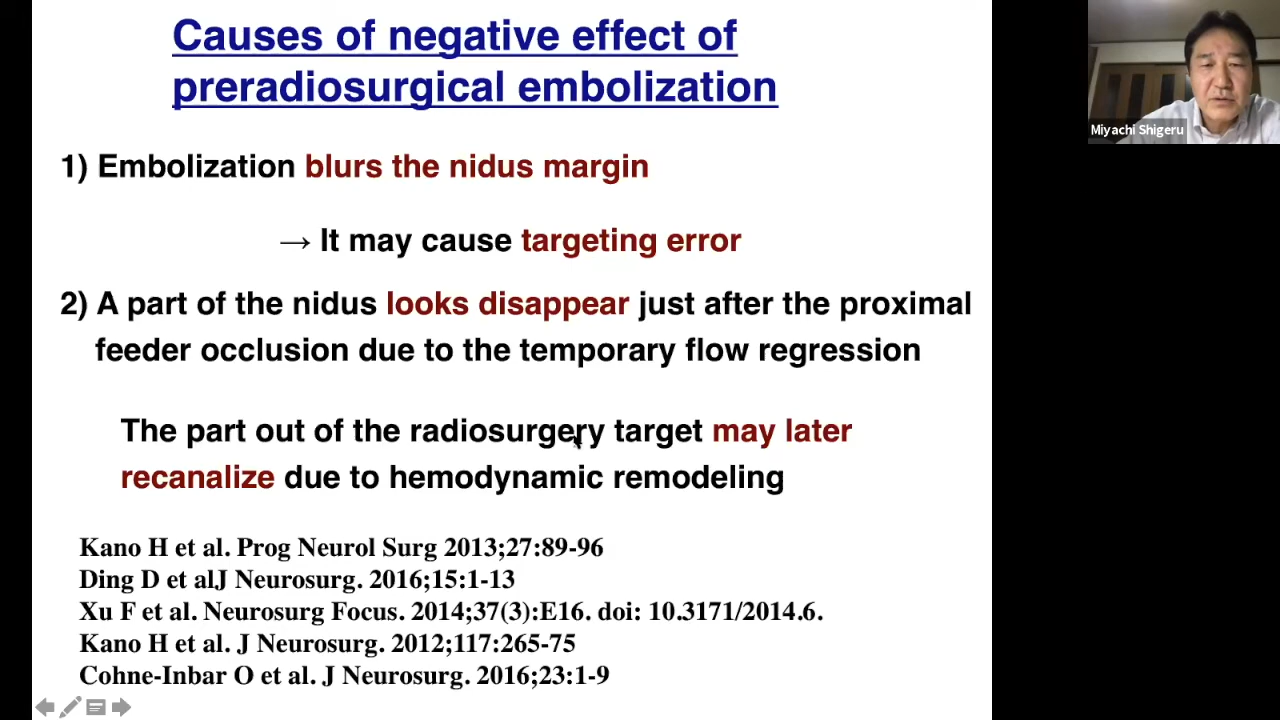 Causes of negative effect of
preradiosurgical embolization
Miyachi Shigeru
1) Embolization blurs the nidus margin
→ It may cause targeting error
2) A part of the nidus looks disappear just after the proximal
feeder occlusion due to the temporary flow regression
The part out of the radiosurgery target may later
recanalize due to hemodynamic remodeling
Kano H et al. Prog Neurol Surg 2013;27:89-96
Ding D et alJ Neurosurg. 2016;15:1-13
Xu F et al. Neurosurg Focus. 2014;37(3):E16. doi: 10.3171/2014.6.
Kano H et al. J Neurosurg. 2012;117:265-75
Cohne-Inbar O et al. J Neurosurg. 2016;23:1-9